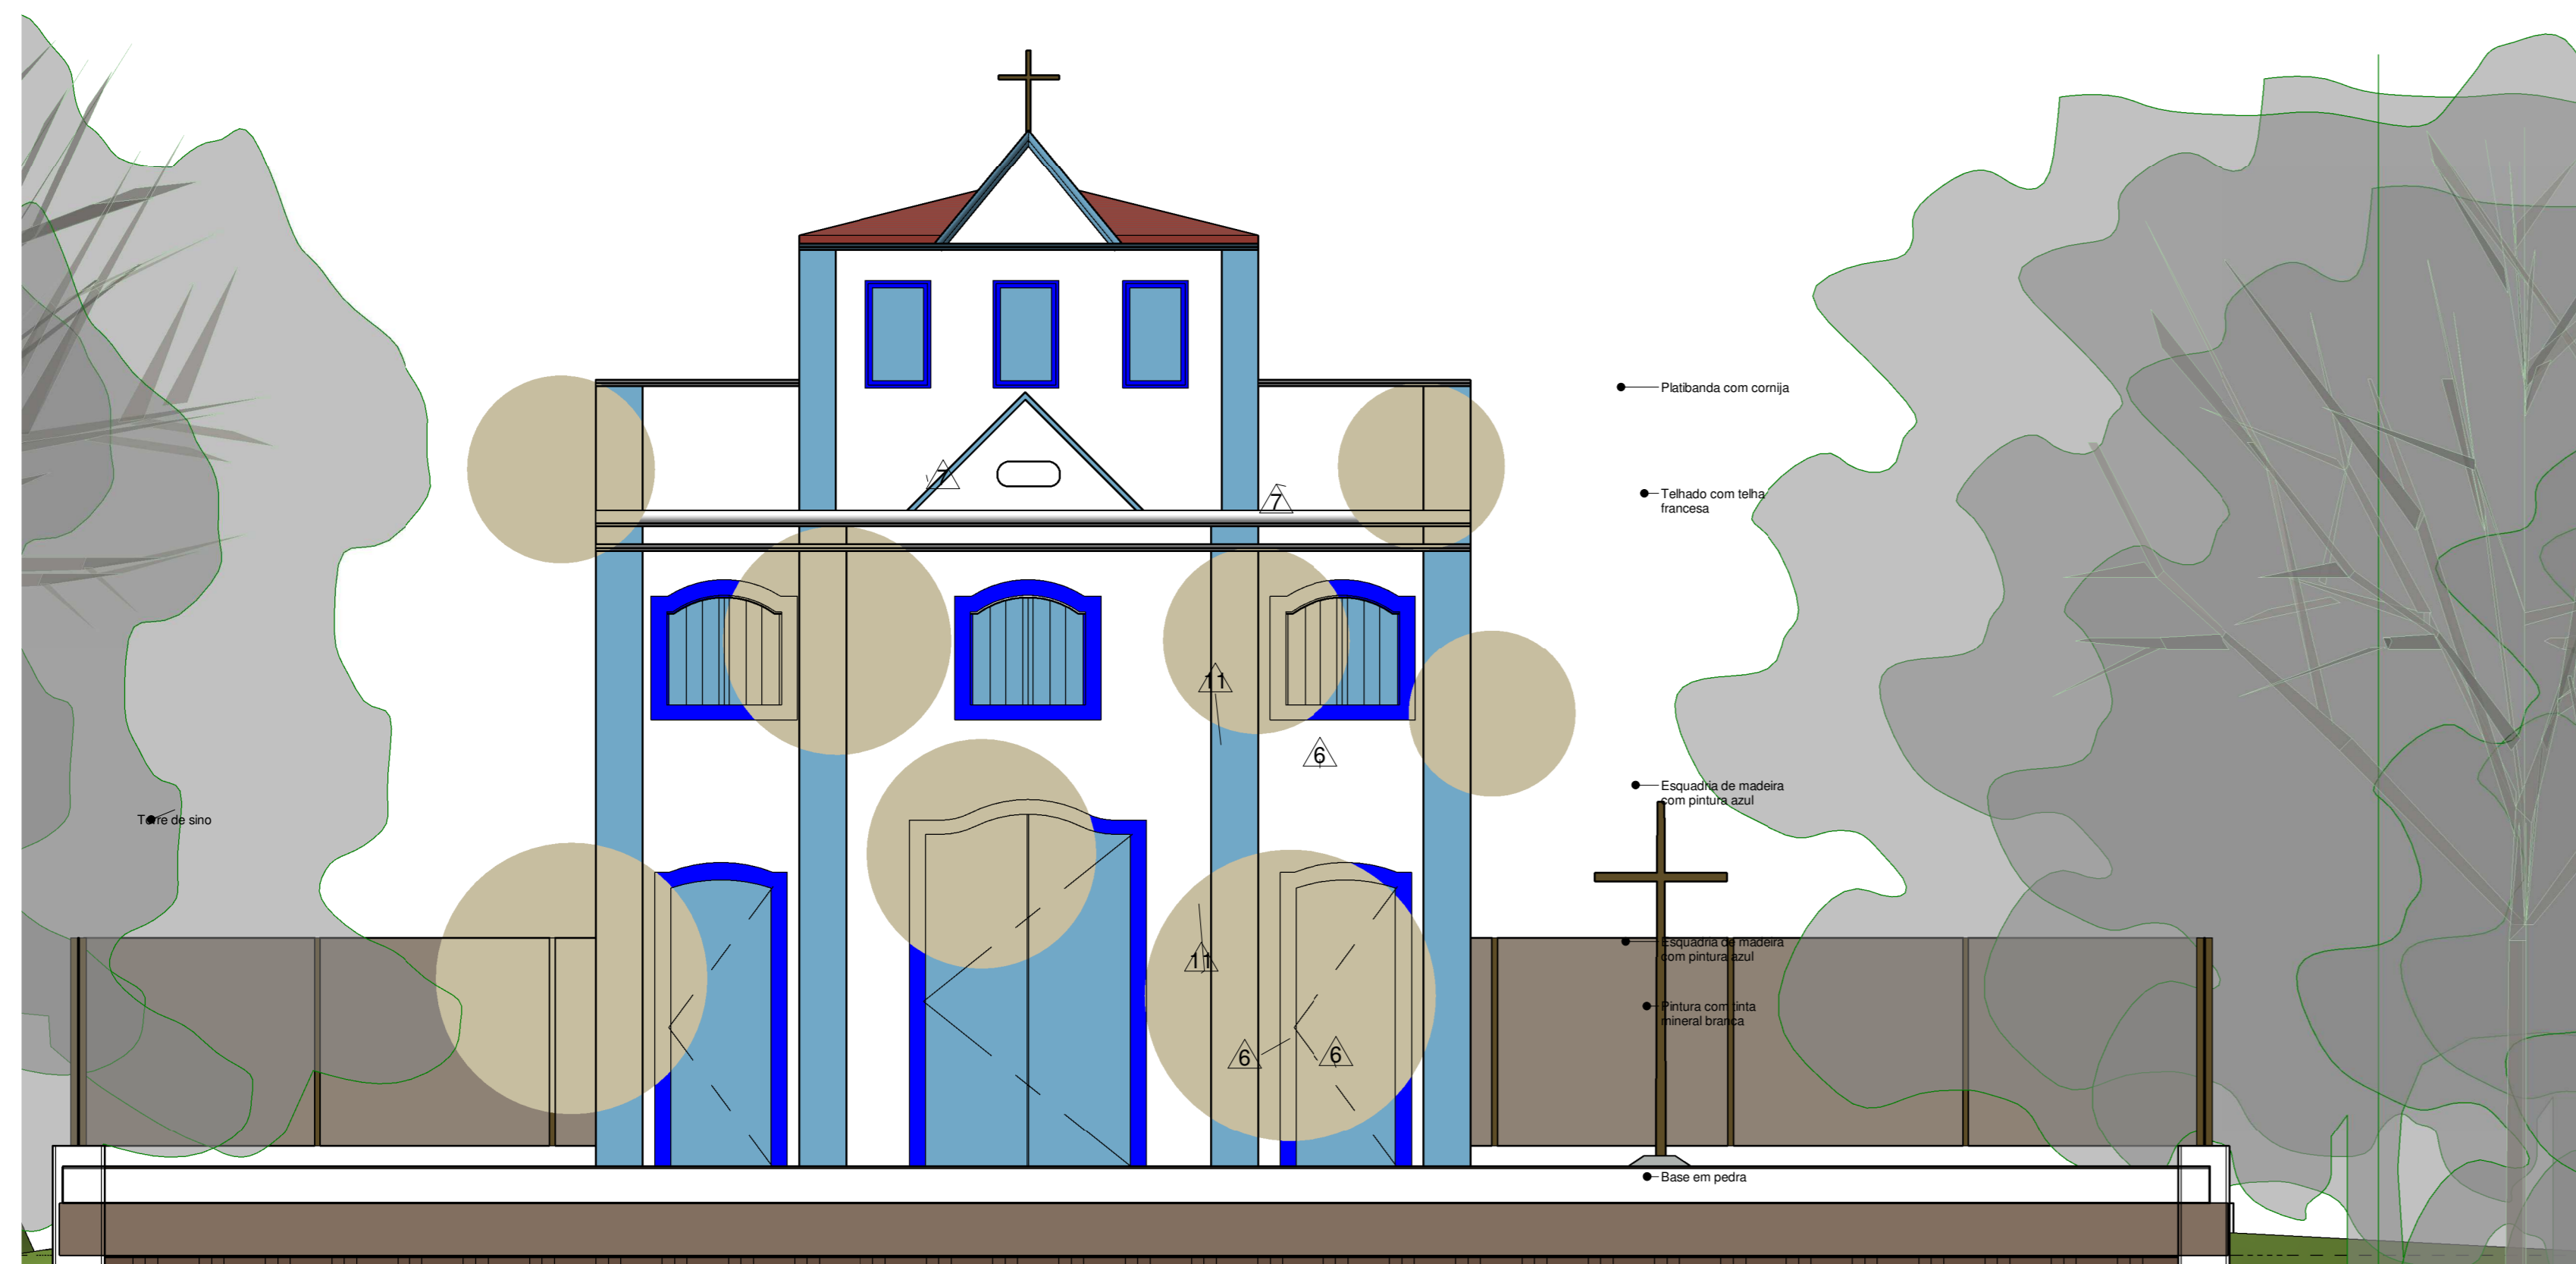 Platibanda com cornija
7
Telhado com telha
francesa
7
11
6
Esquadria de madeira
com pintura azul
Torre de sino
Esquadria de madeira
com pintura azul
11
Pintura com tinta
mineral branca
6
6
Base em pedra